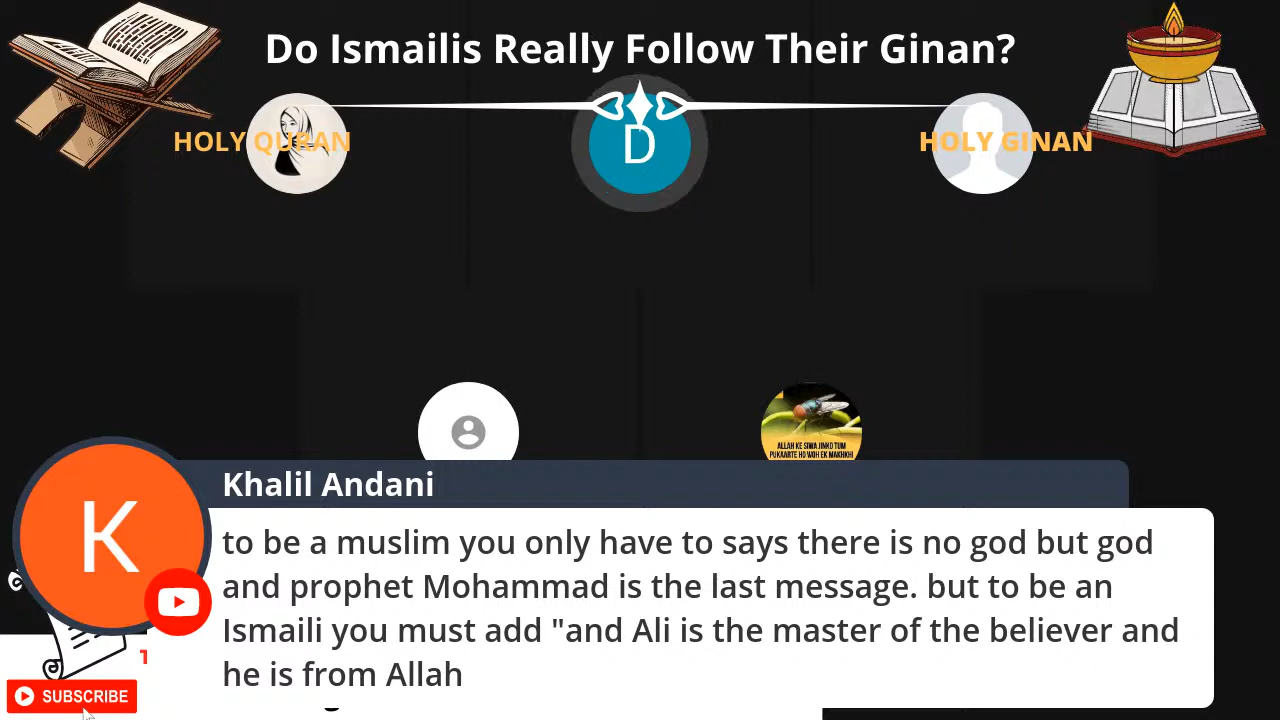 Do Ismailis Really Follow Their Ginan?
HOLY QURAN
D
HOLY GINAN
ALLAH KE SIWA JINKO TUM
PUKAARTE HO WOH EK MAKHKHI
K
Khalil Andani
to be a muslim you only have to says there is no god but god
and prophet Mohammad is the last message. but to be an
Ismaili you must add "and Ali is the master of the believer and
he is from Allah
1
SUBSCRIBE